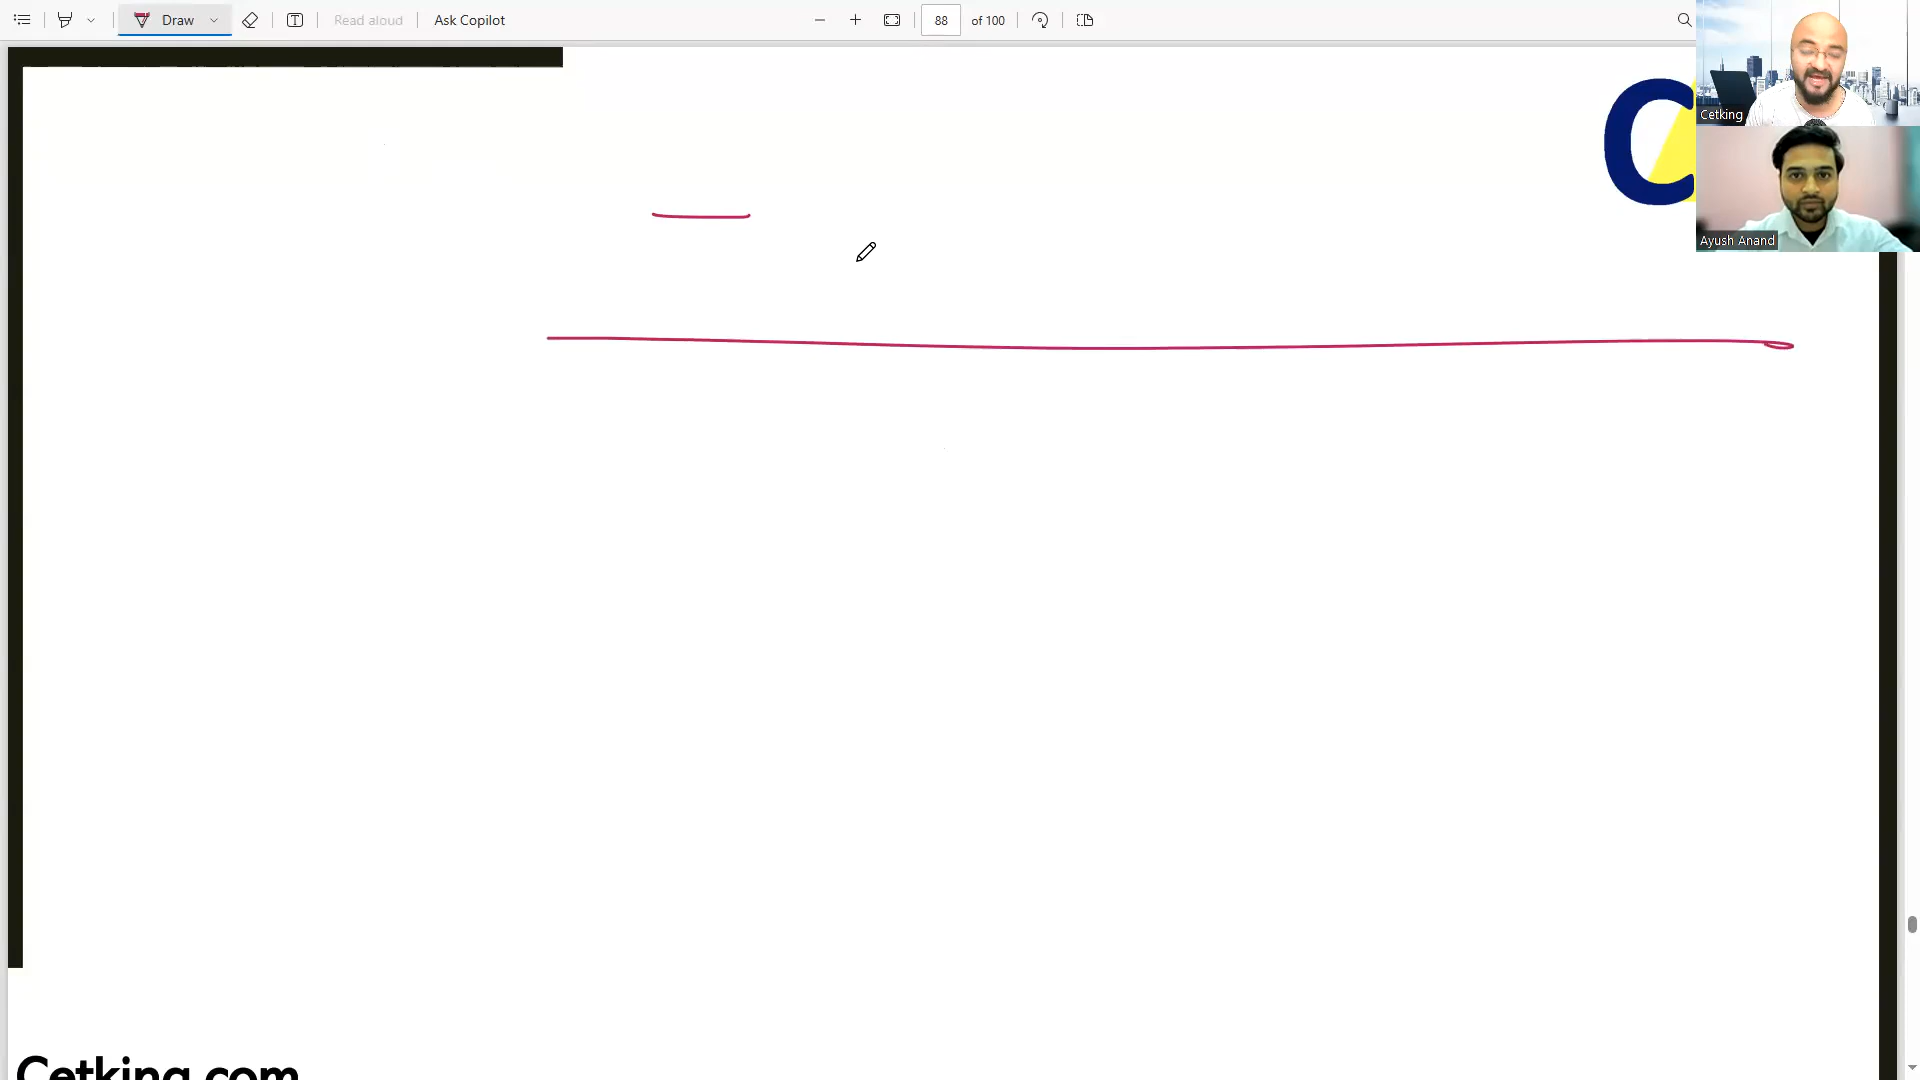 Draw
Read aloud
Ask Copilot
88 of 100
C
Cetking
Ayush Anand
Cetking.com